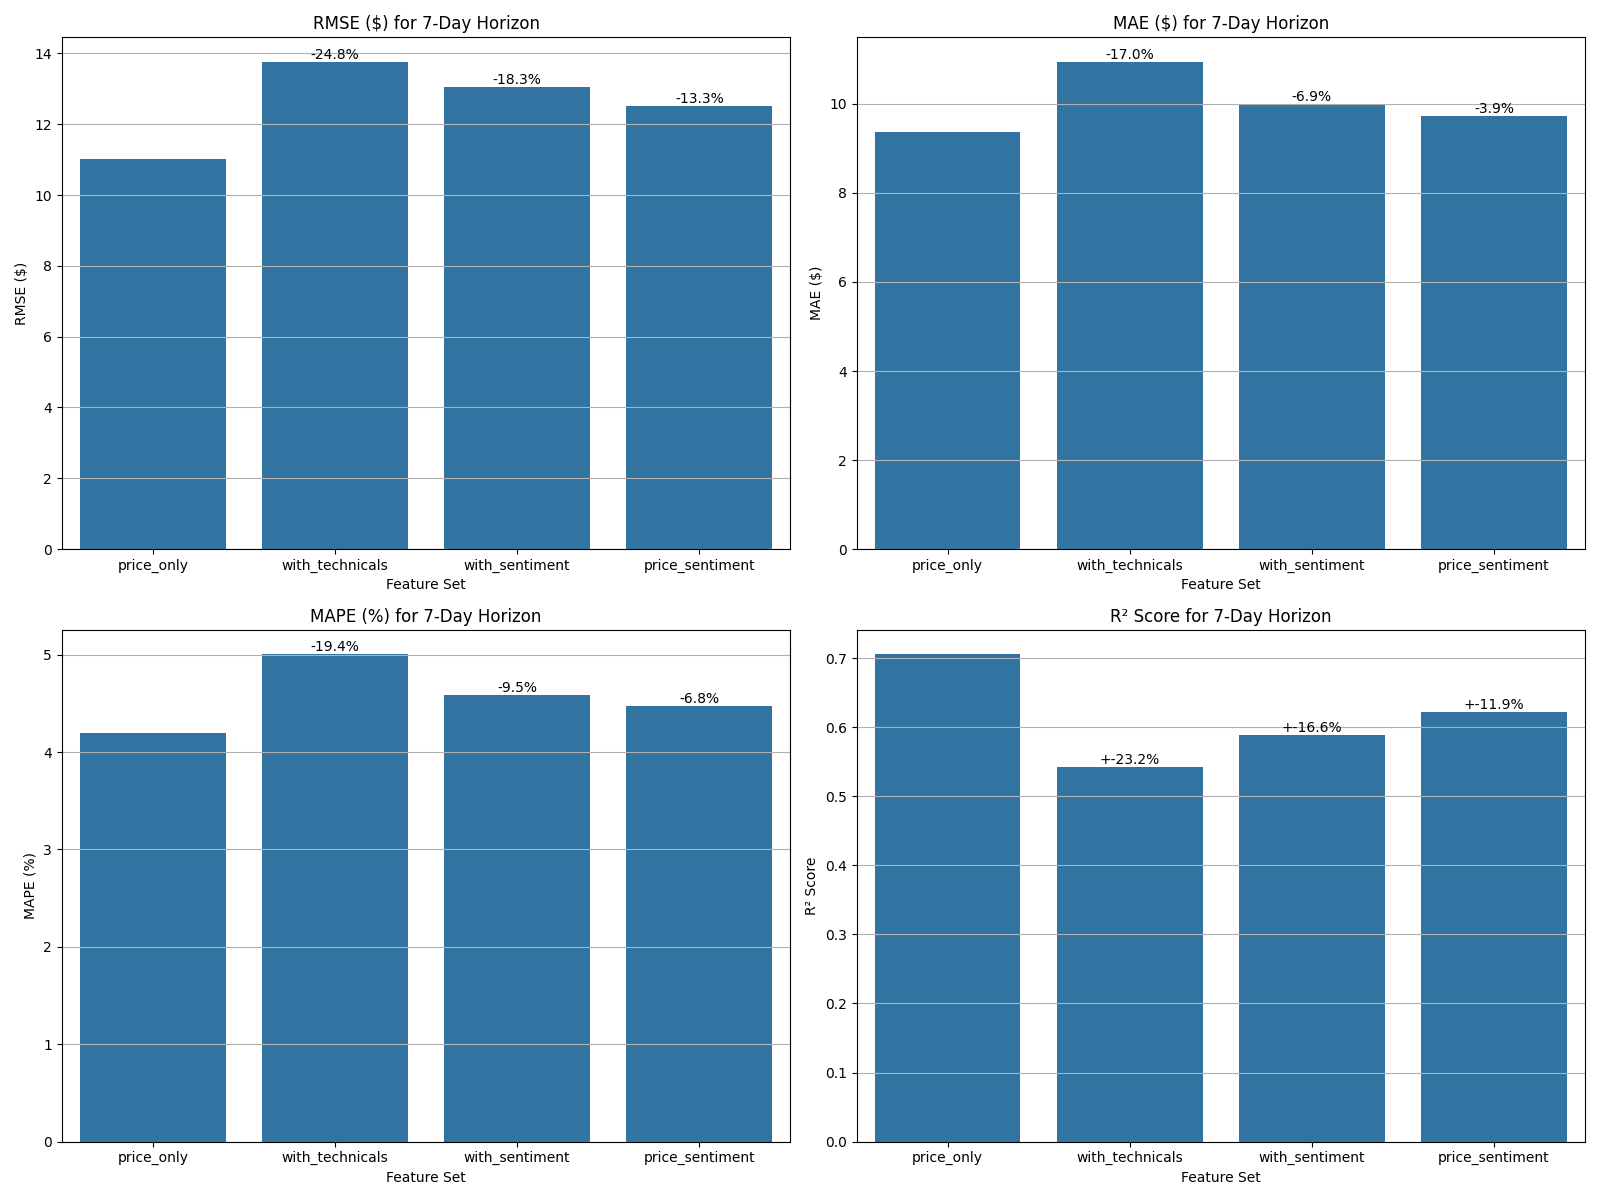 RMSE ($) for 7-Day Horizon
14
12
10
8
6
4
2
0
RMSE ($)
-24.8%
-18.3%
-13.3%
price_only
with_technicals
with_sentiment
price_sentiment
Feature Set
MAE ($) for 7-Day Horizon
10
8
6
4
2
0
MAE ($)
-17.0%
-6.9%
-3.9%
price_only
with_technicals
with_sentiment
price_sentiment
Feature Set
MAPE (%) for 7-Day Horizon
5
4
3
2
1
0
MAPE (%)
-19.4%
-9.5%
-6.8%
price_only
with_technicals
with_sentiment
price_sentiment
Feature Set
R² Score for 7-Day Horizon
0.7
0.6
0.5
0.4
0.3
0.2
0.1
0.0
R² Score
+-23.2%
+-16.6%
+-11.9%
price_only
with_technicals
with_sentiment
price_sentiment
Feature Set